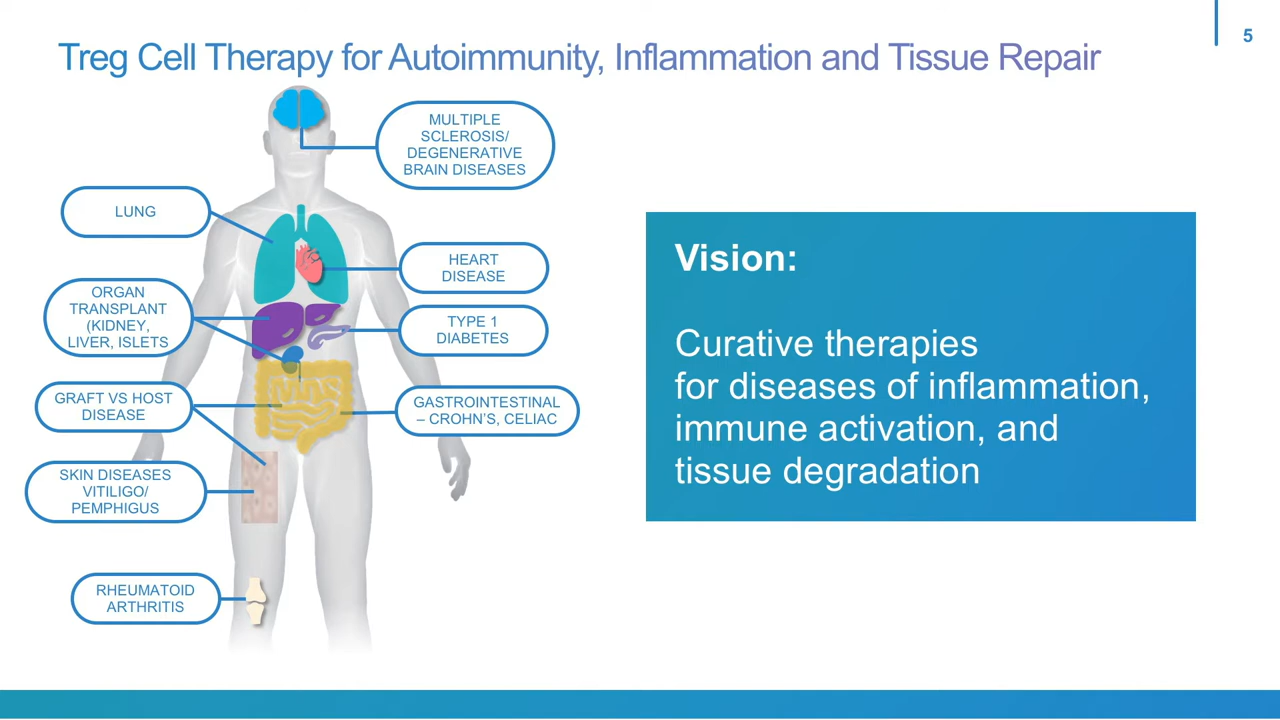 5
Treg Cell Therapy for Autoimmunity, Inflammation and Tissue Repair
MULTIPLE
SCLEROSIS/
DEGENERATIVE
BRAIN DISEASES
LUNG
HEART
DISEASE
ORGAN
TRANSPLANT
(KIDNEY,
LIVER, ISLETS
TYPE 1
DIABETES
GRAFT VS HOST
DISEASE
GASTROINTESTINAL
– CROHN’S, CELIAC
SKIN DISEASES
VITILIGO/
PEMPHIGUS
RHEUMATOID
ARTHRITIS
Vision:
Curative therapies
for diseases of inflammation,
immune activation, and
tissue degradation